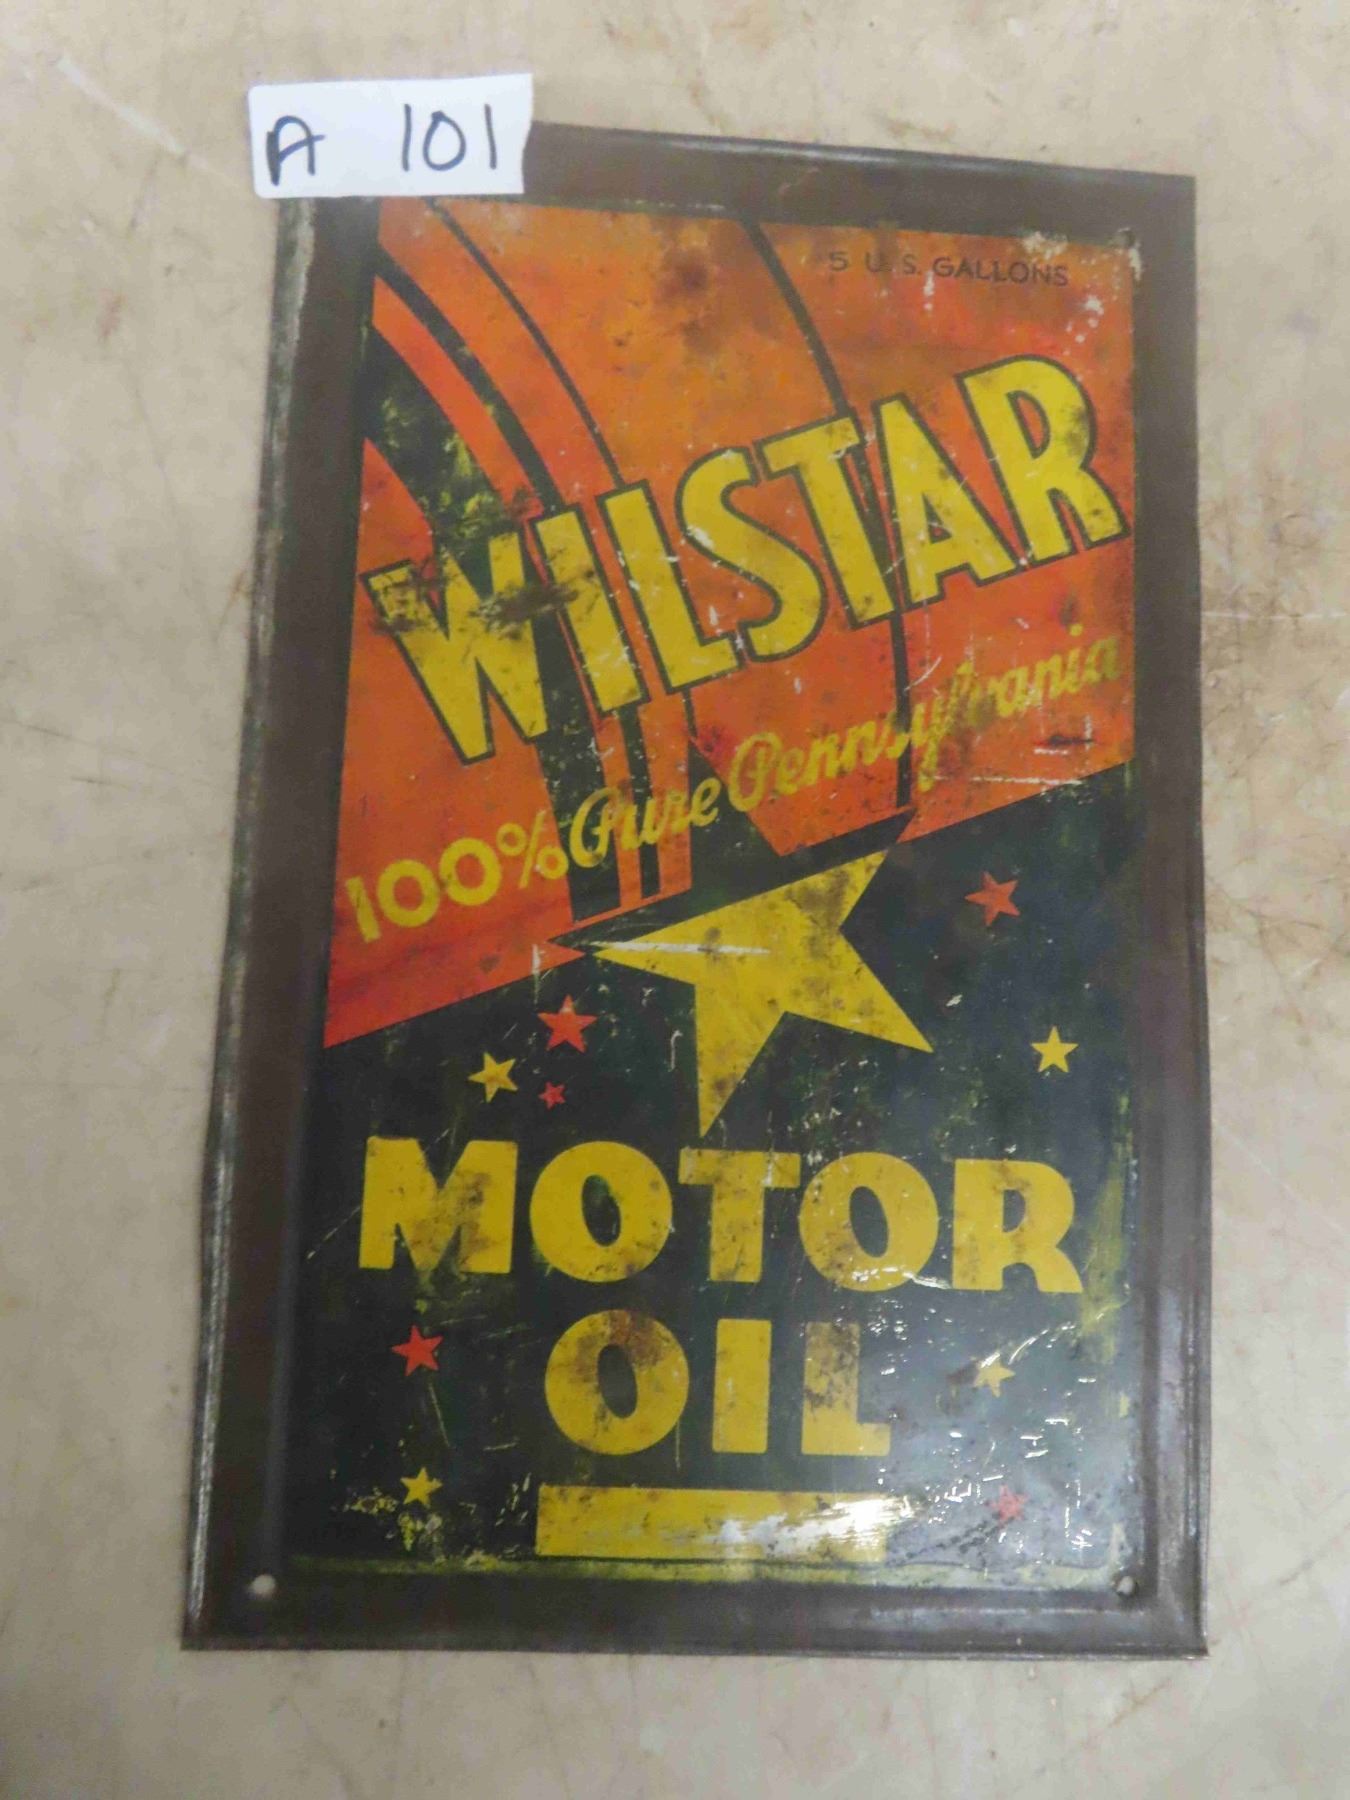 A 101
5 U. S. GALLONS
WILSTAR
100% Pure Pennsylvania
MOTOR
OIL